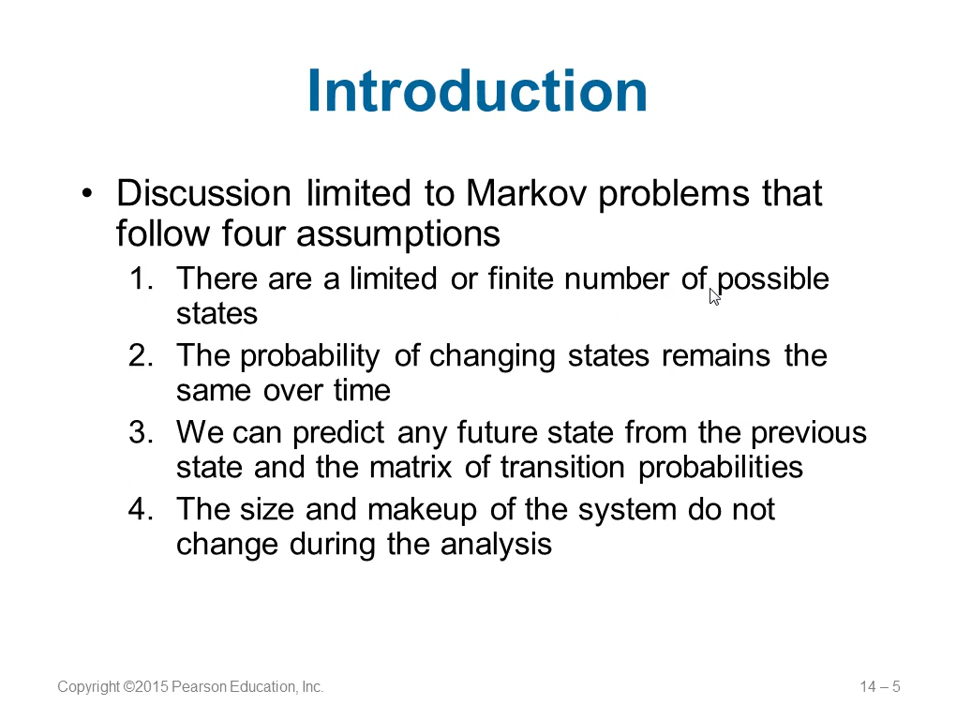 Introduction
• Discussion limited to Markov problems that
follow four assumptions
1. There are a limited or finite number of possible
states
2. The probability of changing states remains the
same over time
3. We can predict any future state from the previous
state and the matrix of transition probabilities
4. The size and makeup of the system do not
change during the analysis
Copyright ©2015 Pearson Education, Inc.
14 – 5